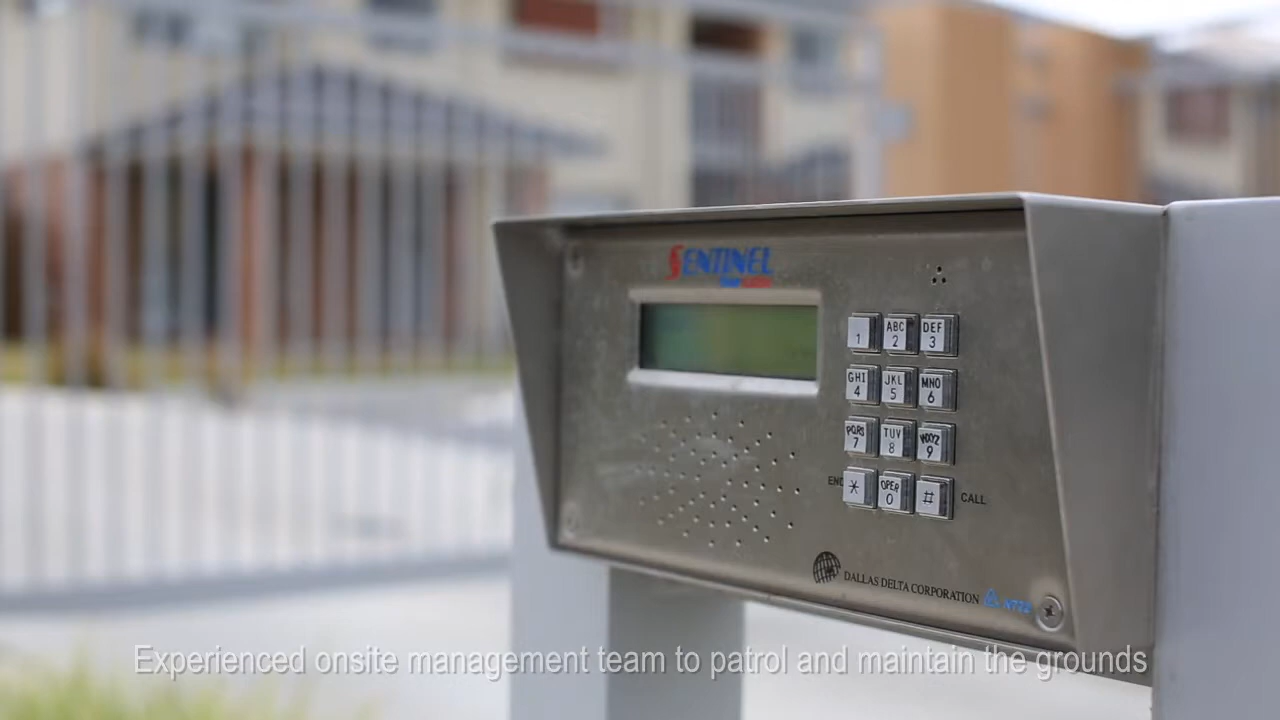 SENTINEL
1
ABC 2
DEF 3
GHI 4
JKL 5
MNO 6
PQRS 7
TUV 8
WXYZ 9
END * OPER 0 # CALL
DALLAS DELTA CORPORATION
Experienced onsite management team to patrol and maintain the grounds